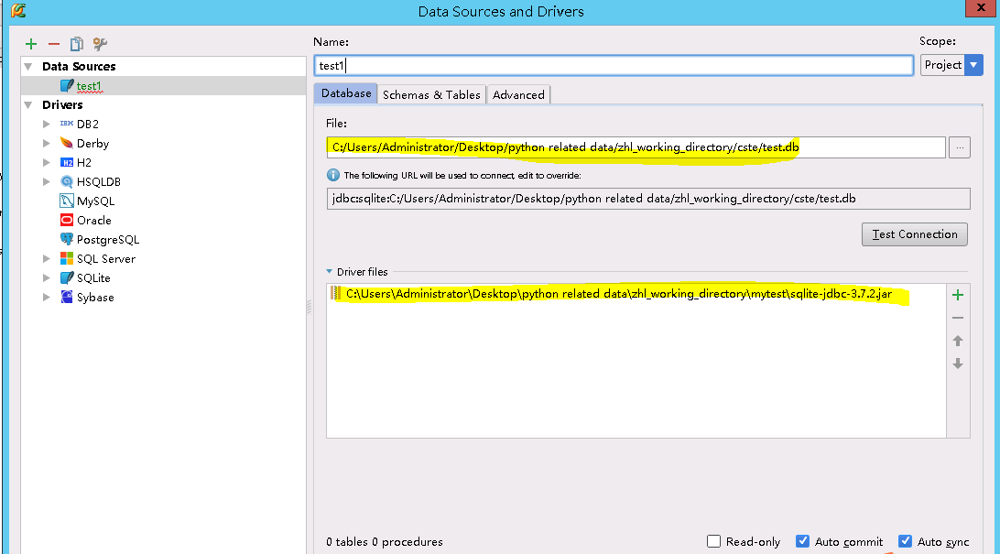 Data Sources and Drivers
x
Name:
Scope:
test1
Project
Data Sources
test1
Drivers
IBM DB2
Derby
H2 H2
HSQLDB
MySQL
Oracle
PostgreSQL
SQL Server
SQLite
Sybase
Database
Schemas & Tables
Advanced
File:
C:/Users/Administrator/Desktop/python related data/zhl_working_directory/cste/test.db
...
The following URL will be used to connect, edit to override:
jdbc:sqlite:C:/Users/Administrator/Desktop/python related data/zhl_working_directory/cste/test.db
Test Connection
Driver files
C:\Users\Administrator\Desktop\python related data\zhl_working_directory\mytest\sqlite-jdbc-3.7.2.jar
0 tables 0 procedures
Read-only
Auto commit
Auto sync